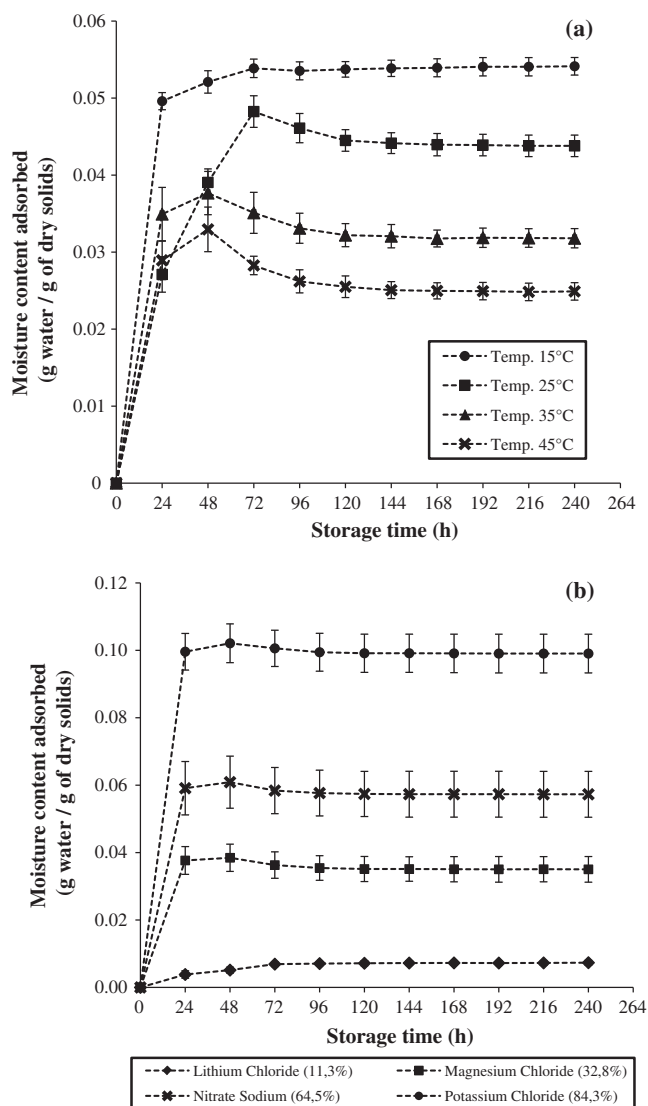 (a)
0.06
0.05
0.04
0.03
0.02
0.01
0
Moisture content adsorbed
(g water / g of dry solids)
Temp. 15°C
Temp. 25°C
Temp. 35°C
Temp. 45°C
0 24 48 72 96 120 144 168 192 216 240 264
Storage time (h)
(b)
0.12
0.10
0.08
0.06
0.04
0.02
0.00
Moisture content adsorbed
(g water / g of dry solids)
0 24 48 72 96 120 144 168 192 216 240 264
Storage time (h)
Lithium Chloride (11,3%) Magnesium Chloride (32,8%)
Nitrate Sodium (64,5%) Potassium Chloride (84,3%)